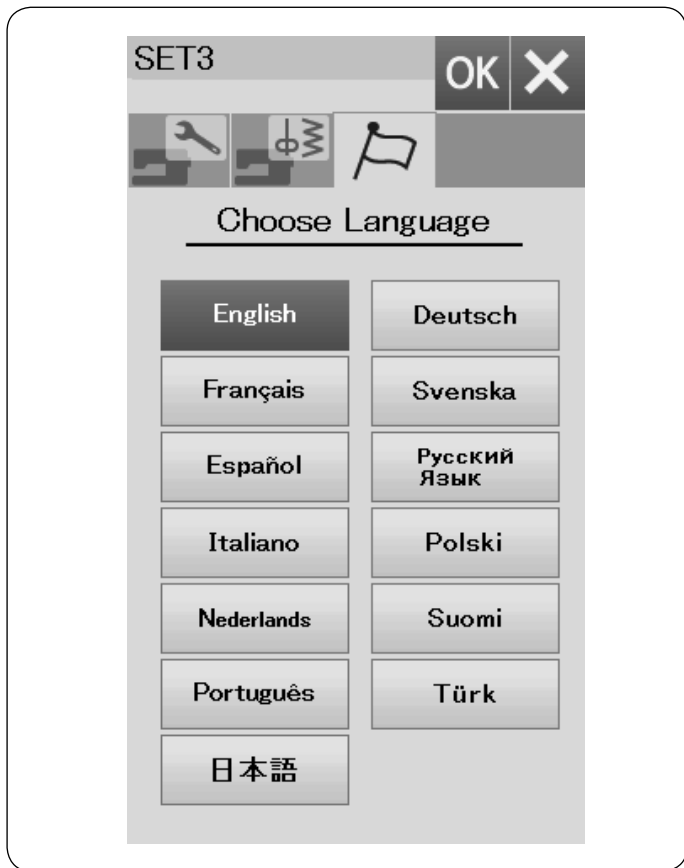 SET3
OK
Choose Language
English
Deutsch
Français
Svenska
Español
Русский
Язык
Italiano
Polski
Nederlands
Suomi
Português
Türk
日本語